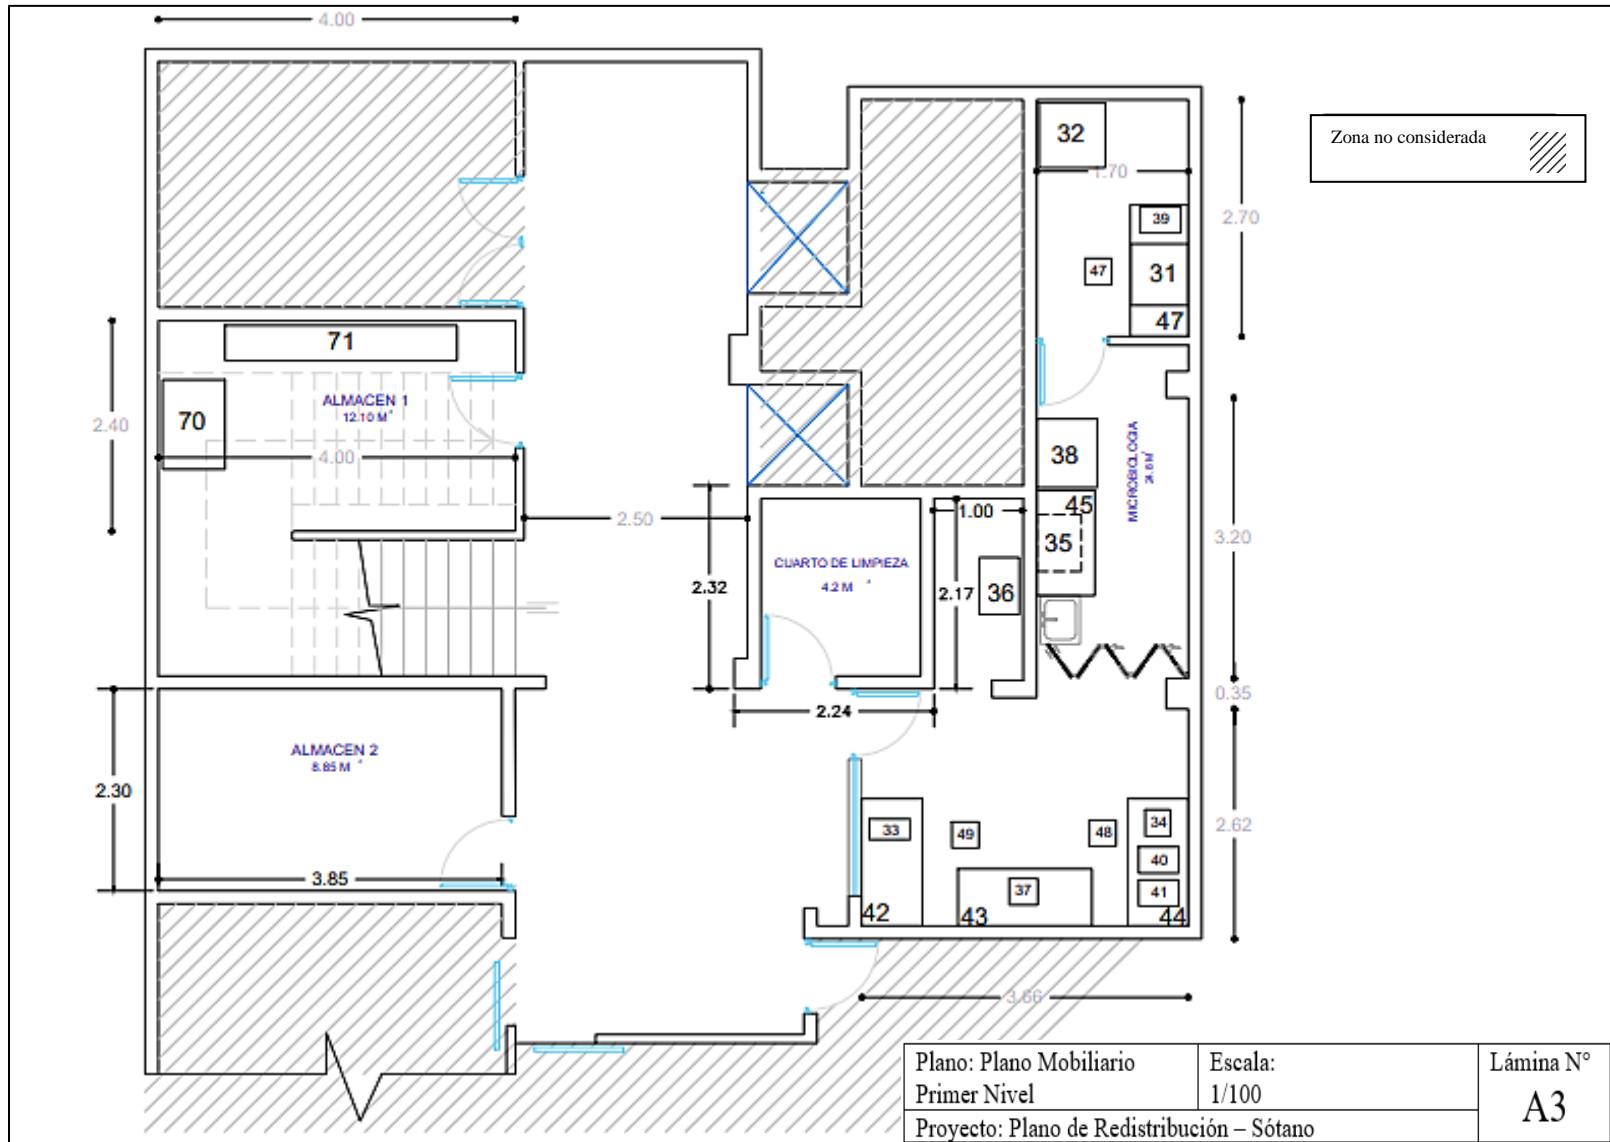 4.00
Zona no considerada
32
1.70
39
2.70
47
31
47
71
70
ALMACEN 1
12.10 M²
2.40
4.00
38
MICROBIOLOGIA
24.6 M²
45
1.00
2.50
35
3.20
CUARTO DE LIMPIEZA
4.2 M²
2.32
2.17
36
0.35
2.24
ALMACEN 2
8.85 M²
2.30
33
49
48
34
2.62
40
3.85
37
41
42
43
44
3.66
Plano: Plano Mobiliario
Primer Nivel
Escala:
1/100
Lámina N°
A3
Proyecto: Plano de Redistribución – Sótano